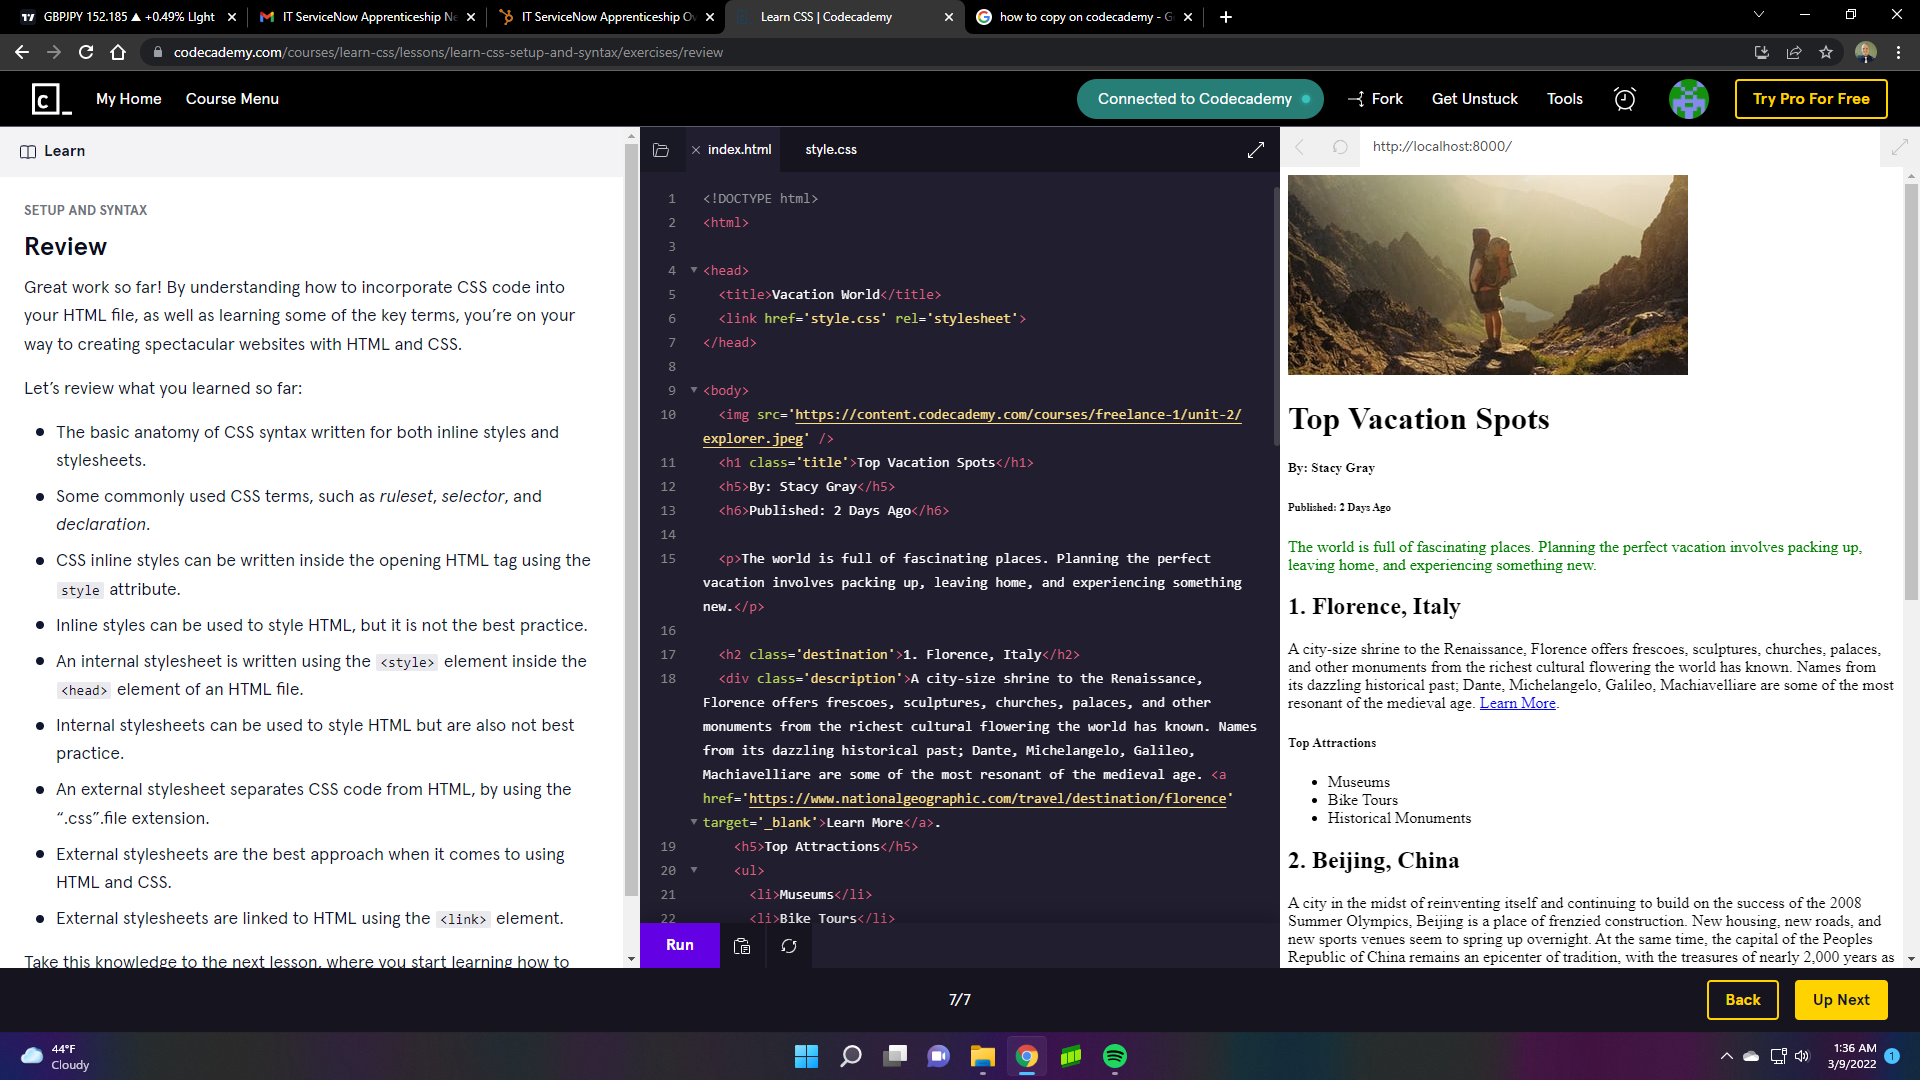 GBPJPY 152.185 ▲ +0.49% LIght
IT ServiceNow Apprenticeship Ne
IT ServiceNow Apprenticeship Ov
Learn CSS | Codecademy
how to copy on codecademy - G
codecademy.com/courses/learn-css/lessons/learn-css-setup-and-syntax/exercises/review
My Home
Course Menu
Connected to Codecademy
Fork
Get Unstuck
Tools
Try Pro For Free
Learn
SETUP AND SYNTAX
Review
Great work so far! By understanding how to incorporate CSS code into
your HTML file, as well as learning some of the key terms, you’re on your
way to creating spectacular websites with HTML and CSS.
Let’s review what you learned so far:
The basic anatomy of CSS syntax written for both inline styles and
stylesheets.
Some commonly used CSS terms, such as ruleset, selector, and
declaration.
CSS inline styles can be written inside the opening HTML tag using the
style attribute.
Inline styles can be used to style HTML, but it is not the best practice.
An internal stylesheet is written using the <style> element inside the
<head> element of an HTML file.
Internal stylesheets can be used to style HTML but are also not best
practice.
An external stylesheet separates CSS code from HTML, by using the
“.css”.file extension.
External stylesheets are the best approach when it comes to using
HTML and CSS.
External stylesheets are linked to HTML using the <link> element.
Take this knowledge to the next lesson, where you start learning how to
index.html
style.css
1 <!DOCTYPE html>
2 <html>
3
4 <head>
5 <title>Vacation World</title>
6 <link href='style.css' rel='stylesheet'>
7 </head>
8
9 <body>
10 <img src='https://content.codecademy.com/courses/freelance-1/unit-2/
explorer.jpeg' />
11 <h1 class='title'>Top Vacation Spots</h1>
12 <h5>By: Stacy Gray</h5>
13 <h6>Published: 2 Days Ago</h6>
14
15 <p>The world is full of fascinating places. Planning the perfect
vacation involves packing up, leaving home, and experiencing something
new.</p>
16
17 <h2 class='destination'>1. Florence, Italy</h2>
18 <div class='description'>A city-size shrine to the Renaissance,
Florence offers frescoes, sculptures, churches, palaces, and other
monuments from the richest cultural flowering the world has known. Names
from its dazzling historical past; Dante, Michelangelo, Galileo,
Machiavelliare are some of the most resonant of the medieval age. <a
href='https://www.nationalgeographic.com/travel/destination/florence'
target='_blank'>Learn More</a>.
19 <h5>Top Attractions</h5>
20 <ul>
21 <li>Museums</li>
22 <li>Bike Tours</li>
Run
http://localhost:8000/
Top Vacation Spots
By: Stacy Gray
Published: 2 Days Ago
The world is full of fascinating places. Planning the perfect vacation involves packing up,
leaving home, and experiencing something new.
1. Florence, Italy
A city-size shrine to the Renaissance, Florence offers frescoes, sculptures, churches, palaces,
and other monuments from the richest cultural flowering the world has known. Names from
its dazzling historical past; Dante, Michelangelo, Galileo, Machiavelliare are some of the most
resonant of the medieval age. Learn More.
Top Attractions
Museums
Bike Tours
Historical Monuments
2. Beijing, China
A city in the midst of reinventing itself and continuing to build on the success of the 2008
Summer Olympics, Beijing is a place of frenzied construction. New housing, new roads, and
new sports venues seem to spring up overnight. At the same time, the capital of the Peoples
Republic of China remains an epicenter of tradition, with the treasures of nearly 2,000 years as
7/7
Back
Up Next
44°F
Cloudy
1:36 AM
3/9/2022
1